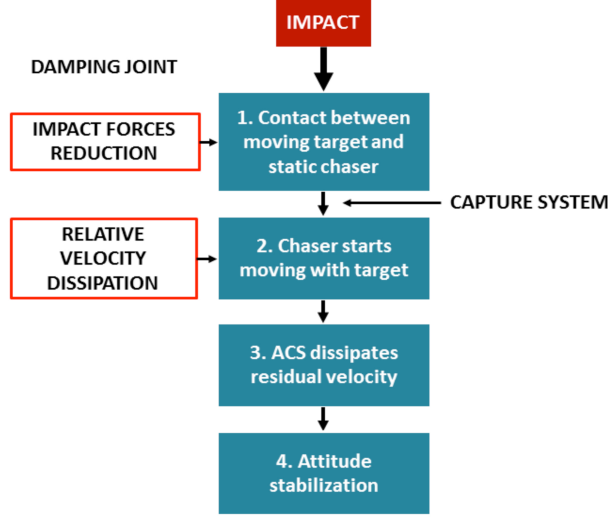 IMPACT
DAMPING JOINT
IMPACT FORCES
REDUCTION
1. Contact between
moving target and
static chaser
CAPTURE SYSTEM
RELATIVE
VELOCITY
DISSIPATION
2. Chaser starts
moving with target
3. ACS dissipates
residual velocity
4. Attitude
stabilization